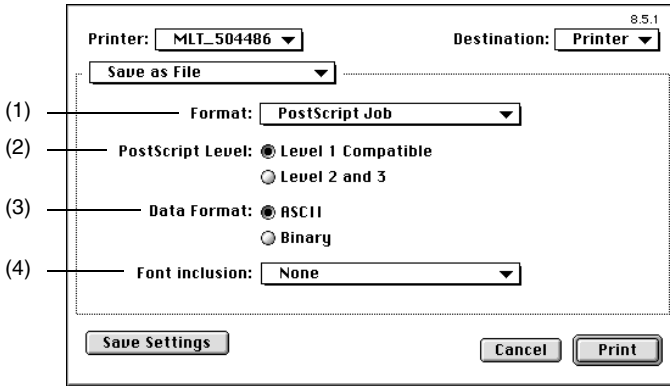 8.5.1
Printer: MLT_504486 Destination: Printer
Save as File
(1) Format: PostScript Job
(2) PostScript Level: Level 1 Compatible
Level 2 and 3
(3) Data Format: ASCII
Binary
(4) Font inclusion: None
Save Settings Cancel Print